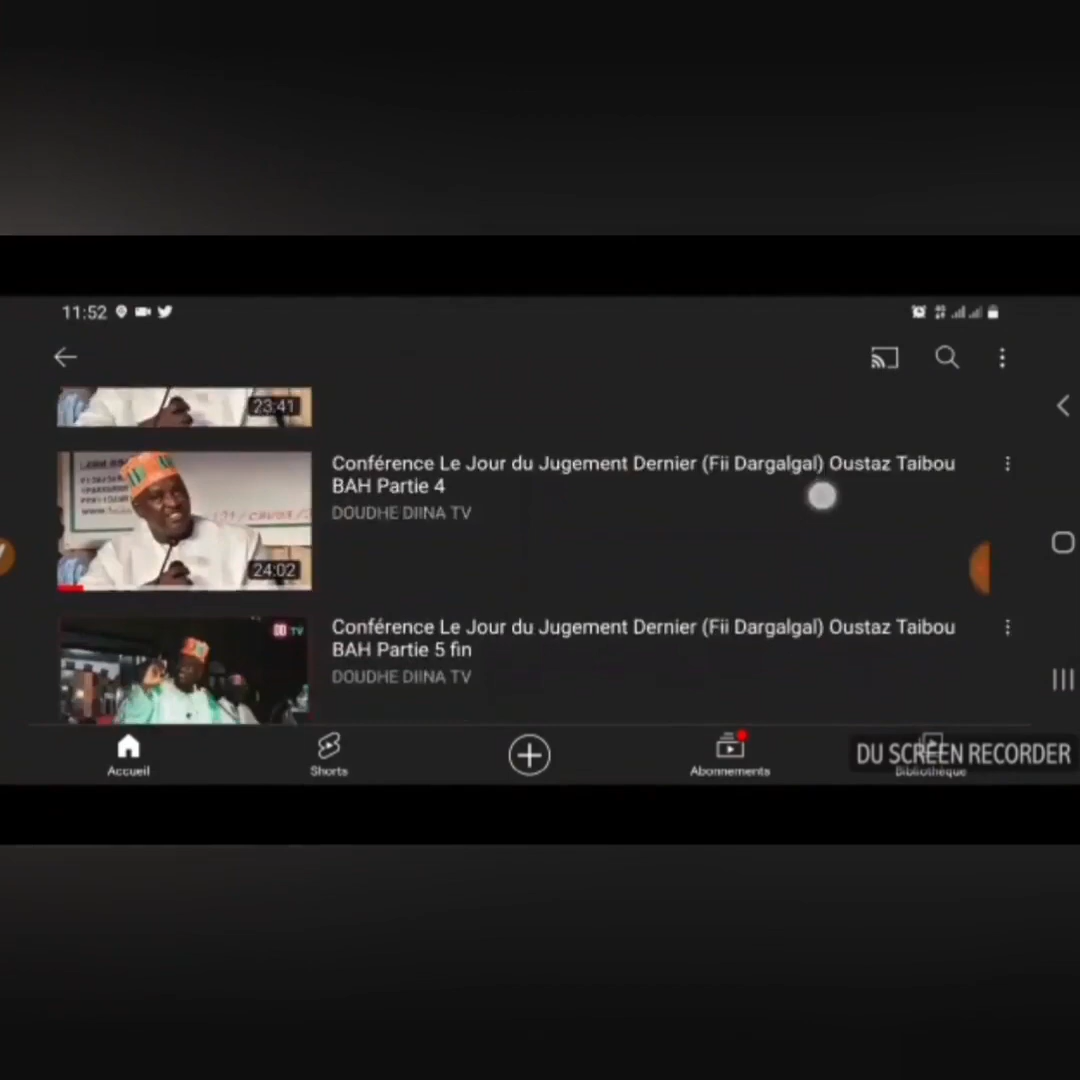 11:52
23:41
Conférence Le Jour du Jugement Dernier (Fii Dargalgal) Oustaz Taibou
BAH Partie 4
DOUDHE DIINA TV
24:02
Conférence Le Jour du Jugement Dernier (Fii Dargalgal) Oustaz Taibou
BAH Partie 5 fin
DOUDHE DIINA TV
TV
Accueil
Shorts
Abonnements
Bibliothèque
DU SCREEN RECORDER